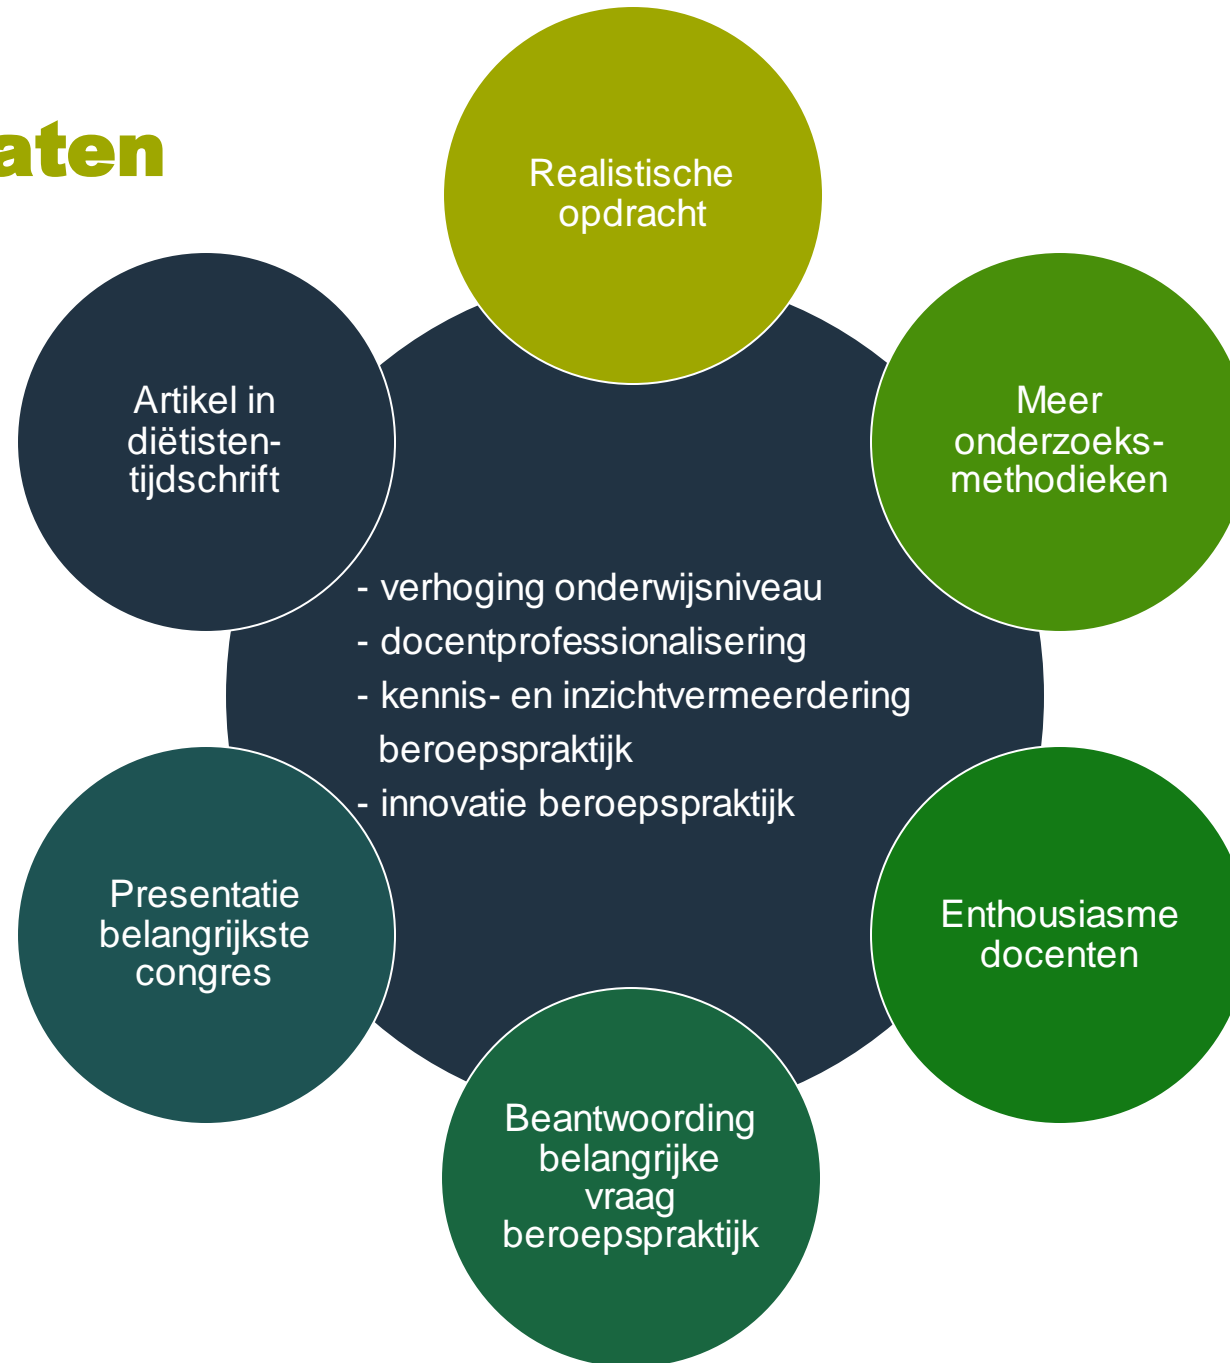 aten
Realistische
opdracht
Meer
onderzoeks-
methodieken
Enthousiasme
docenten
Beantwoording
belangrijke
vraag
beroepspraktijk
Presentatie
belangrijkste
congres
Artikel in
diëtisten-
tijdschrift
- verhoging onderwijsniveau
- docentprofessionalisering
- kennis- en inzichtvermeerdering
beroepspraktijk
- innovatie beroepspraktijk